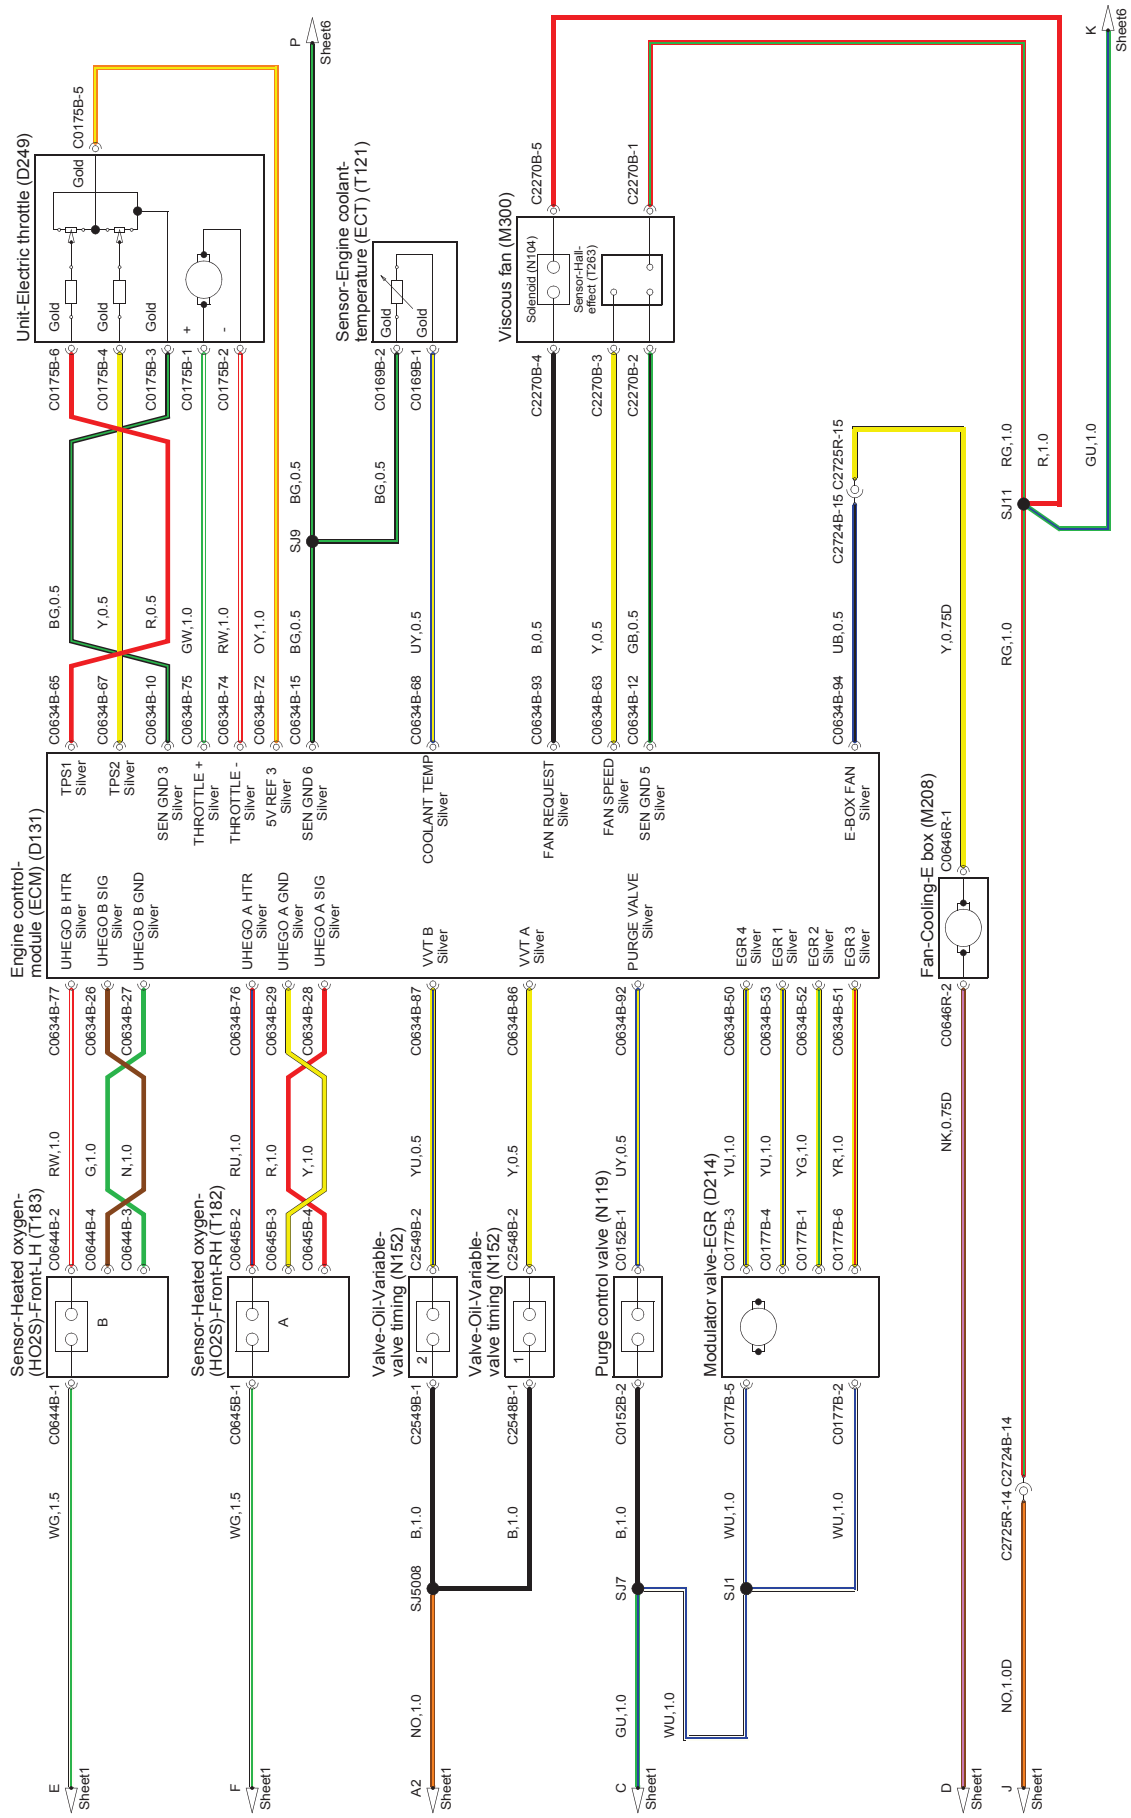 E
Sheet1
WG,1.5
C0644B-1
Sensor-Heated oxygen-
(HO2S)-Front-LH (T183)
B
C0644B-2
C0644B-4
C0644B-3
RW,1.0
G,1.0
N,1.0
C0634B-77
C0634B-26
C0634B-27
F
Sheet1
WG,1.5
C0645B-1
Sensor-Heated oxygen-
(HO2S)-Front-RH (T182)
A
C0645B-2
C0645B-3
C0645B-4
RU,1.0
R,1.0
Y,1.0
C0634B-76
C0634B-29
C0634B-28
A2
Sheet1
NO,1.0
SJ5008
B,1.0
B,1.0
C2549B-1
C2548B-1
Valve-Oil-Variable-
valve timing (N152)
2
Valve-Oil-Variable-
valve timing (N152)
1
C2549B-2
C2548B-2
YU,0.5
Y,0.5
C0634B-87
C0634B-86
C
Sheet1
GU,1.0
WU,1.0
SJ7
B,1.0
C0152B-2
Purge control valve (N119)
C0152B-1
UY,0.5
C0634B-92
SJ1
WU,1.0
WU,1.0
C0177B-5
C0177B-2
Modulator valve-EGR (D214)
C0177B-3
C0177B-4
C0177B-1
C0177B-6
YU,1.0
YU,1.0
YG,1.0
YR,1.0
C0634B-50
C0634B-53
C0634B-52
C0634B-51
D
Sheet1
NK,0.75D
C0646R-2
Fan-Cooling-E box (M208)
C0646R-1
Y,0.75D
J
Sheet1
NO,1.0D
C2725R-14
C2724B-14
RG,1.0
SJ11
RG,1.0
R,1.0
GU,1.0
K
Sheet6
Engine control-
module (ECM) (D131)
UHEGO B HTR
Silver
UHEGO B SIG
Silver
UHEGO B GND
Silver
UHEGO A HTR
Silver
UHEGO A GND
Silver
UHEGO A SIG
Silver
VVT B
Silver
VVT A
Silver
PURGE VALVE
Silver
EGR 4
Silver
EGR 1
Silver
EGR 2
Silver
EGR 3
Silver
TPS1
Silver
TPS2
Silver
SEN GND 3
Silver
THROTTLE +
Silver
THROTTLE -
Silver
5V REF 3
Silver
SEN GND 6
Silver
COOLANT TEMP
Silver
FAN REQUEST
Silver
FAN SPEED
Silver
SEN GND 5
Silver
E-BOX FAN
Silver
C0634B-65
C0634B-67
C0634B-10
C0634B-75
C0634B-74
C0634B-72
C0634B-15
C0634B-68
C0634B-93
C0634B-63
C0634B-12
C0634B-94
BG,0.5
Y,0.5
R,0.5
GW,1.0
RW,1.0
OY,1.0
BG,0.5
UY,0.5
B,0.5
Y,0.5
GB,0.5
UB,0.5
SJ9
BG,0.5
BG,0.5
C2724B-15
C2725R-15
C0175B-6
C0175B-4
C0175B-3
C0175B-1
C0175B-2
Unit-Electric throttle (D249)
Gold
Gold
Gold
+
-
Gold
C0175B-5
C0169B-2
C0169B-1
Sensor-Engine coolant-
temperature (ECT) (T121)
Gold
Gold
P
Sheet6
C2270B-4
C2270B-3
C2270B-2
Viscous fan (M300)
Solenoid (N104)
Sensor-Hall-
effect (T263)
C2270B-5
C2270B-1